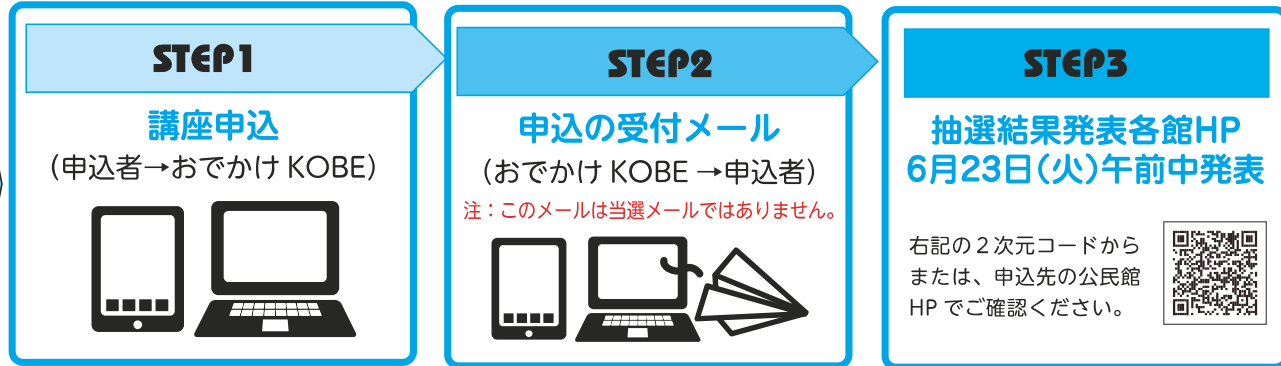 STEP1
講座申込
(申込者→おでかけ KOBE)
STEP2
申込の受付メール
(おでかけ KOBE →申込者)
注：このメールは当選メールではありません。
STEP3
抽選結果発表各館HP
6月23日(火)午前中発表
右記の２次元コードから
または、申込先の公民館
HP でご確認ください。